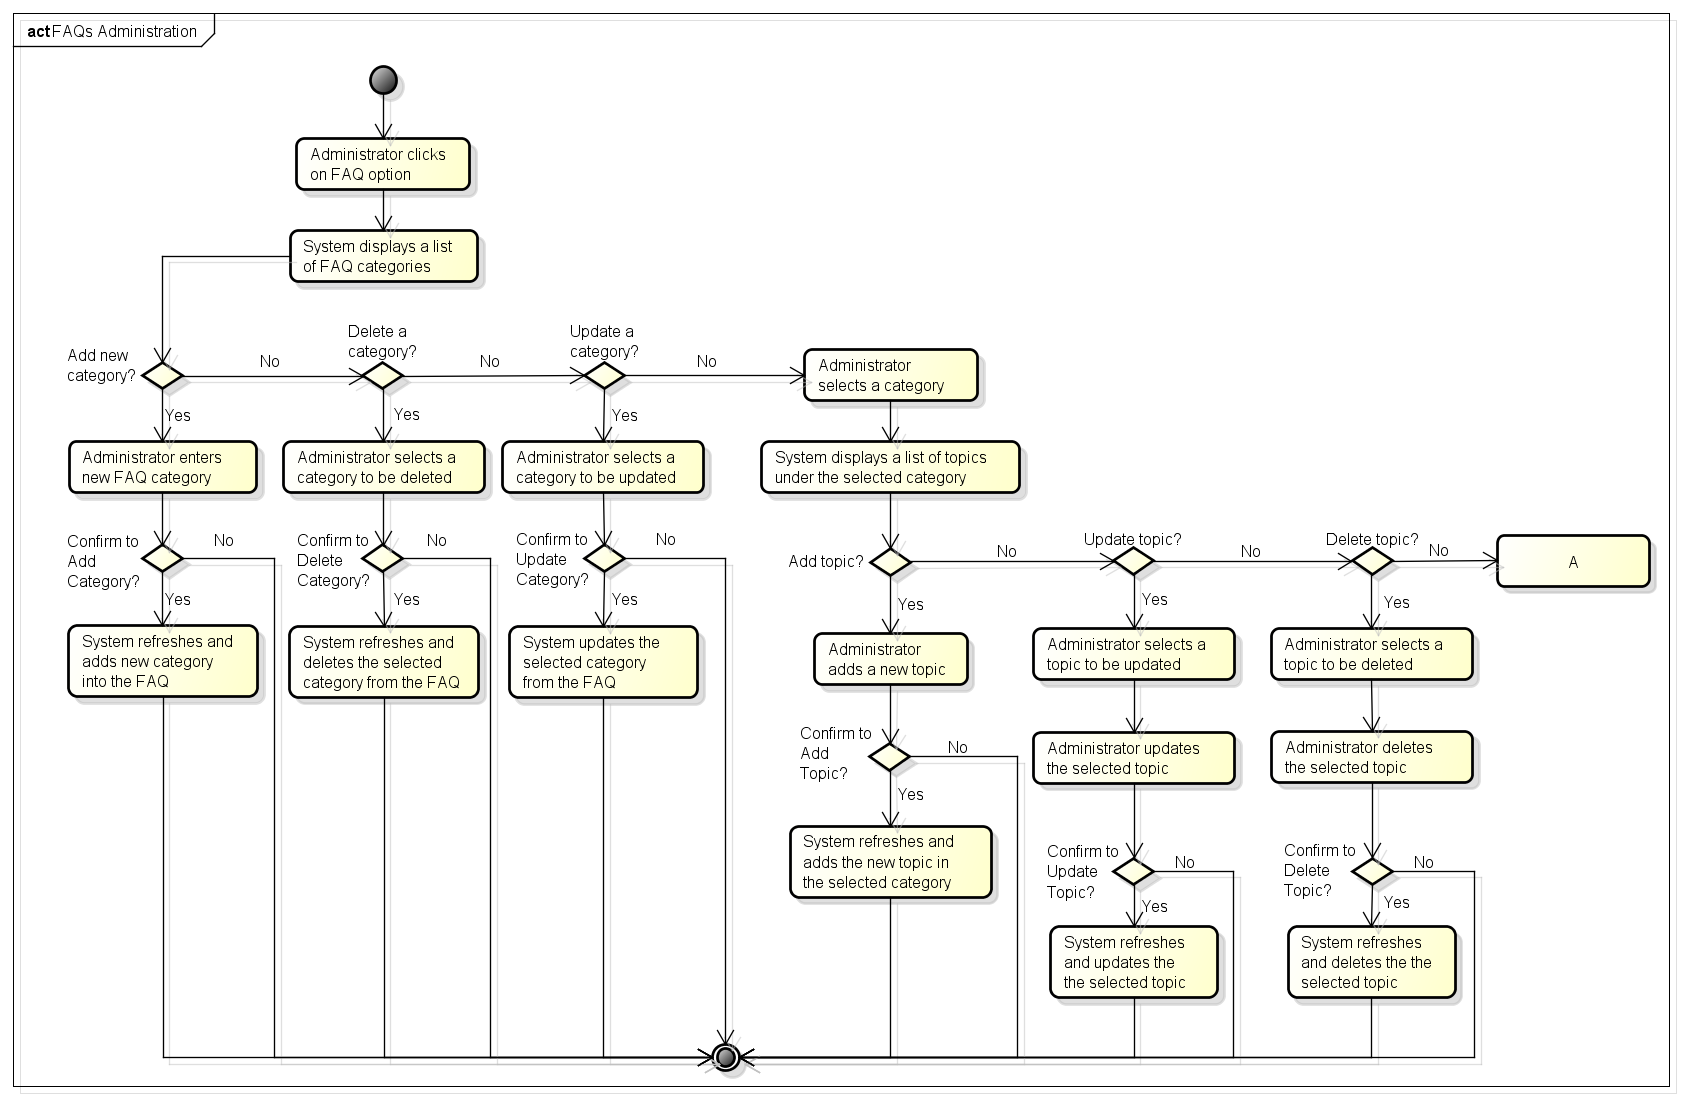 act FAQs Administration
Administrator clicks
on FAQ option
System displays a list
of FAQ categories
Add new
category?
No
Delete a
category?
No
Update a
category?
No
Administrator
selects a category
Yes
Yes
Yes
Administrator enters
new FAQ category
Administrator selects a
category to be deleted
Administrator selects a
category to be updated
System displays a list of topics
under the selected category
Confirm to
Add
Category?
No
Confirm to
Delete
Category?
No
Confirm to
Update
Category?
No
Add topic?
No
Update topic?
No
Delete topic?
No
A
Yes
Yes
Yes
Yes
Yes
Yes
System refreshes and
adds new category
into the FAQ
System refreshes and
deletes the selected
category from the FAQ
System updates the
selected category
from the FAQ
Administrator
adds a new topic
Administrator selects a
topic to be updated
Administrator selects a
topic to be deleted
Confirm to
Add
Topic?
No
Administrator updates
the selected topic
Administrator deletes
the selected topic
Yes
System refreshes and
adds the new topic in
the selected category
Confirm to
Update
Topic?
No
Confirm to
Delete
Topic?
No
Yes
Yes
System refreshes
and updates the
the selected topic
System refreshes
and deletes the the
selected topic